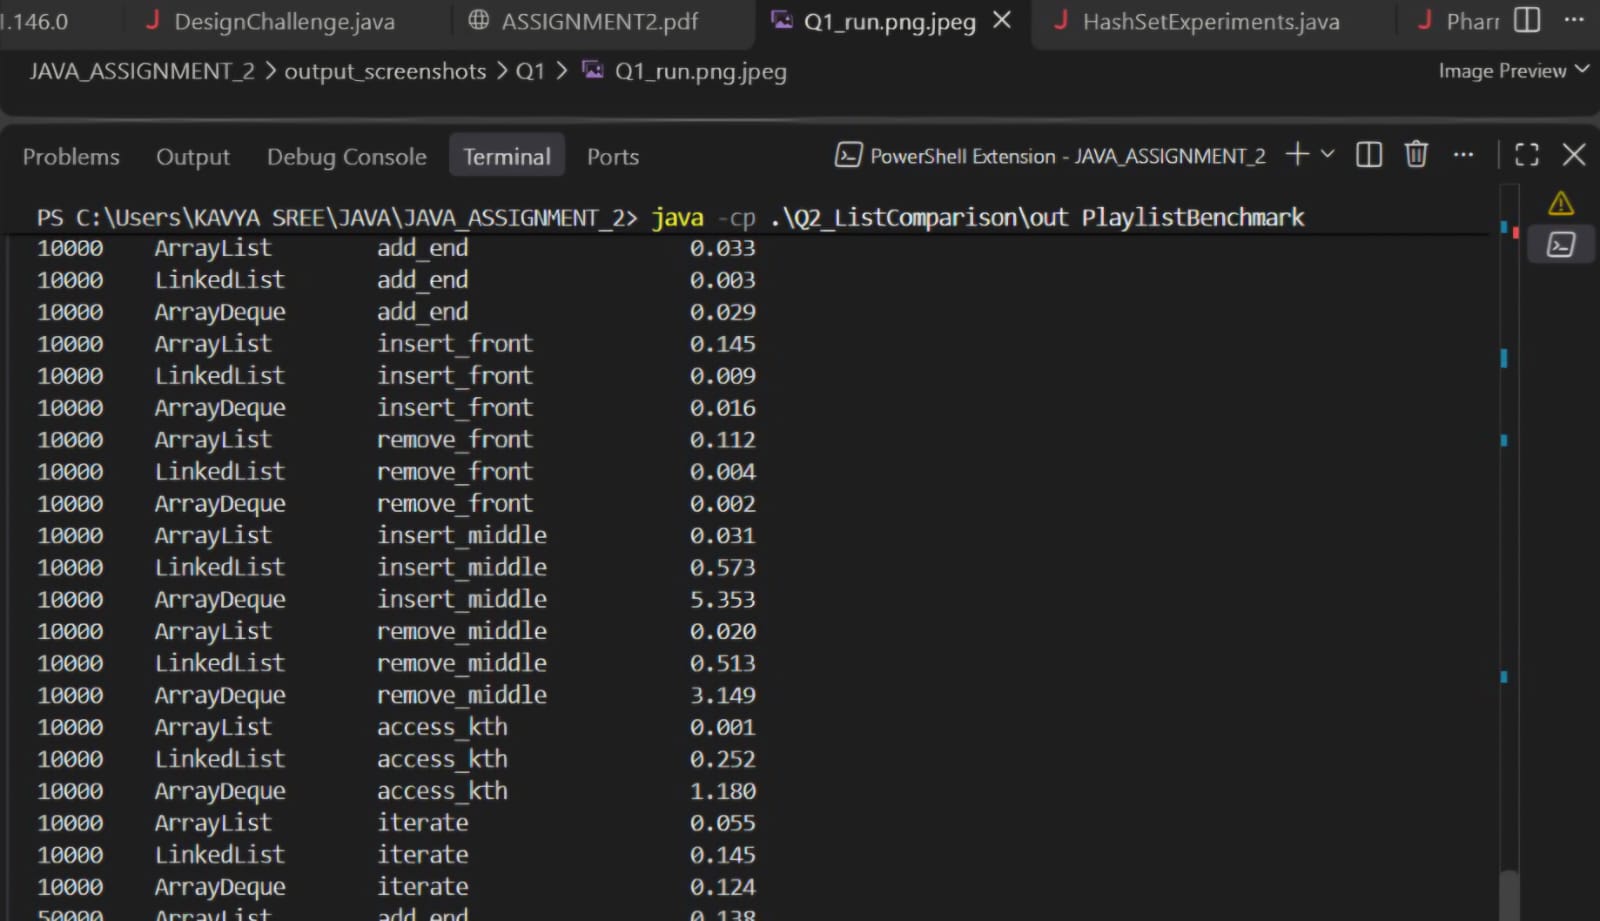 1.146.0 DesignChallenge.java ASSIGNMENT2.pdf Q1_run.png.jpeg HashSetExperiments.java Pharr
JAVA_ASSIGNMENT_2 > output_screenshots > Q1 > Q1_run.png.jpeg Image Preview
Problems Output Debug Console Terminal Ports PowerShell Extension - JAVA_ASSIGNMENT_2
PS C:\Users\KAVYA SREE\JAVA\JAVA_ASSIGNMENT_2> java -cp .\Q2_ListComparison\out PlaylistBenchmark
10000 ArrayList add_end 0.033
10000 LinkedList add_end 0.003
10000 ArrayDeque add_end 0.029
10000 ArrayList insert_front 0.145
10000 LinkedList insert_front 0.009
10000 ArrayDeque insert_front 0.016
10000 ArrayList remove_front 0.112
10000 LinkedList remove_front 0.004
10000 ArrayDeque remove_front 0.002
10000 ArrayList insert_middle 0.031
10000 LinkedList insert_middle 0.573
10000 ArrayDeque insert_middle 5.353
10000 ArrayList remove_middle 0.020
10000 LinkedList remove_middle 0.513
10000 ArrayDeque remove_middle 3.149
10000 ArrayList access_kth 0.001
10000 LinkedList access_kth 0.252
10000 ArrayDeque access_kth 1.180
10000 ArrayList iterate 0.055
10000 LinkedList iterate 0.145
10000 ArrayDeque iterate 0.124
50000 ArrayList add_end 0.138